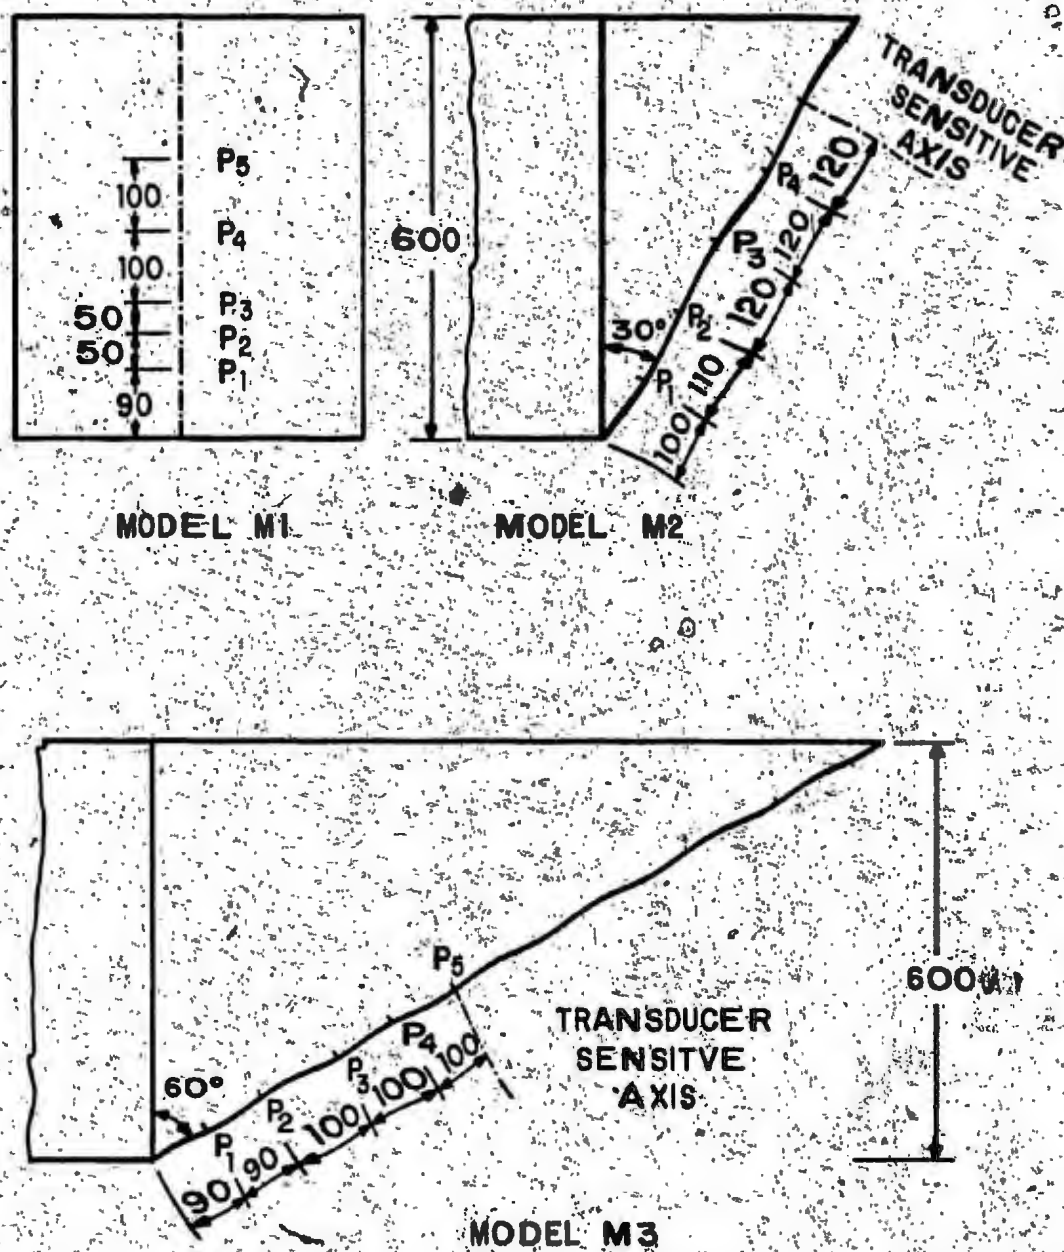 P5
100
P4
100
P3
50
P2
50
P1
90
MODEL M1
600
TRANSDUCER
SENSITIVE
AXIS
P4 120
P3 120
P2 120
30°
P1 110
100
MODEL M2
P5
600
TRANSDUCER
SENSITVE
AXIS
P4 100
P3 100
60°
P2 100
P1 90
90
MODEL M3